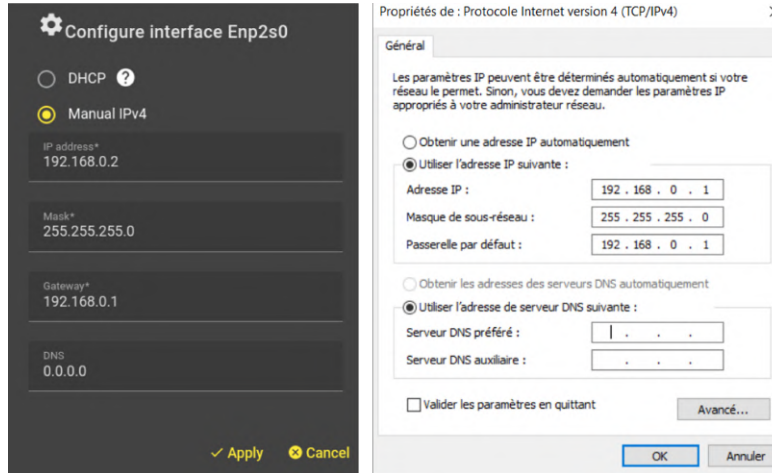 Configure interface Enp2s0
DHCP ?
Manual IPv4
IP address*
192.168.0.2
Mask*
255.255.255.0
Gateway*
192.168.0.1
DNS
0.0.0.0
Apply Cancel
Propriétés de : Protocole Internet version 4 (TCP/IPv4)
Général
Les paramètres IP peuvent être déterminés automatiquement si votre
réseau le permet. Sinon, vous devez demander les paramètres IP
appropriés à votre administrateur réseau.
Obtenir une adresse IP automatiquement
Utiliser l'adresse IP suivante :
Adresse IP : 192 . 168 . 0 . 1
Masque de sous-réseau : 255 . 255 . 255 . 0
Passerelle par défaut : 192 . 168 . 0 . 1
Obtenir les adresses des serveurs DNS automatiquement
Utiliser l'adresse de serveur DNS suivante :
Serveur DNS préféré : . . .
Serveur DNS auxiliaire : . . .
Valider les paramètres en quittant
Avancé...
OK Annuler